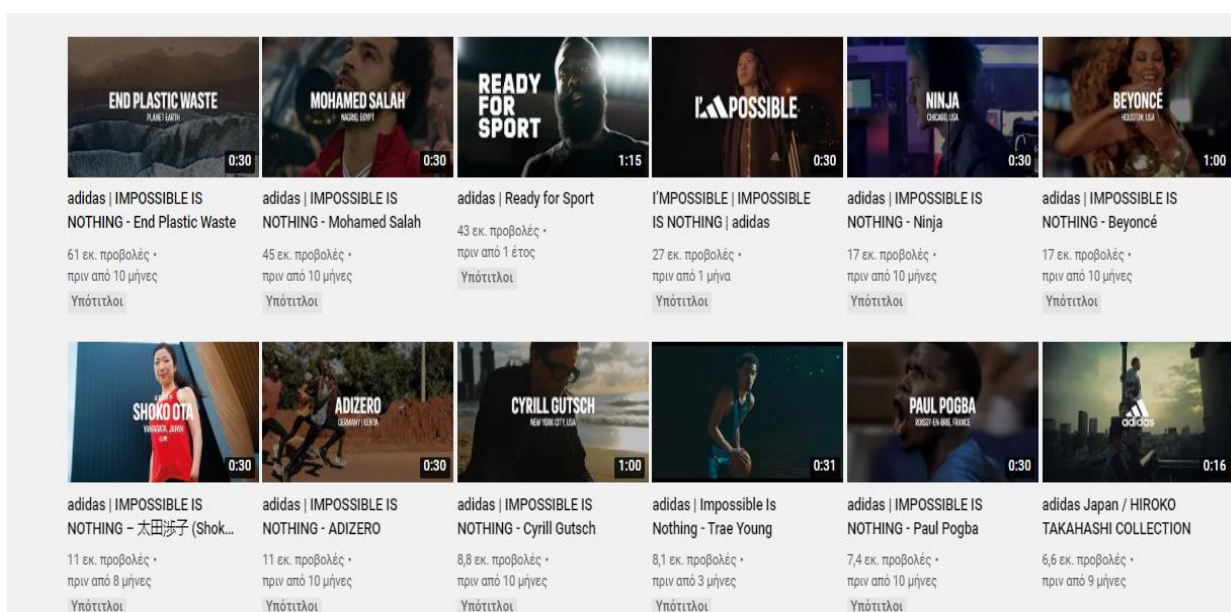 END PLASTIC WASTE
PLANET EARTH
0:30
adidas | IMPOSSIBLE IS
NOTHING - End Plastic Waste
61 εκ. προβολές •
πριν από 10 μήνες
Υπότιτλοι
MOHAMED SALAH
NAGRIG, EGYPT
0:30
adidas | IMPOSSIBLE IS
NOTHING - Mohamed Salah
45 εκ. προβολές •
πριν από 10 μήνες
Υπότιτλοι
READY
FOR
SPORT
1:15
adidas | Ready for Sport
43 εκ. προβολές •
πριν από 1 έτος
Υπότιτλοι
POSSIBLE
0:30
I'MPOSSIBLE | IMPOSSIBLE
IS NOTHING | adidas
27 εκ. προβολές •
πριν από 1 μήνα
Υπότιτλοι
NINJA
CHICAGO, USA
0:30
adidas | IMPOSSIBLE IS
NOTHING - Ninja
17 εκ. προβολές •
πριν από 10 μήνες
Υπότιτλοι
BEYONCÉ
HOUSTON, USA
1:00
adidas | IMPOSSIBLE IS
NOTHING - Beyoncé
17 εκ. προβολές •
πριν από 10 μήνες
Υπότιτλοι
SHOKO OTA
YAMAGATA, JAPAN
0:30
adidas | IMPOSSIBLE IS
NOTHING – 太田渉子 (Shok...
11 εκ. προβολές •
πριν από 8 μήνες
Υπότιτλοι
ADIZERO
GERMANY | KENYA
0:30
adidas | IMPOSSIBLE IS
NOTHING - ADIZERO
11 εκ. προβολές •
πριν από 10 μήνες
Υπότιτλοι
CYRILL GUTSCH
NEW YORK CITY, USA
1:00
adidas | IMPOSSIBLE IS
NOTHING - Cyrill Gutsch
8,8 εκ. προβολές •
πριν από 10 μήνες
Υπότιτλοι
0:31
adidas | Impossible Is
Nothing - Trae Young
8,1 εκ. προβολές •
πριν από 3 μήνες
Υπότιτλοι
PAUL POGBA
ROISSY-EN-BRIE, FRANCE
0:30
adidas | IMPOSSIBLE IS
NOTHING - Paul Pogba
7,4 εκ. προβολές •
πριν από 10 μήνες
Υπότιτλοι
adidas
0:16
adidas Japan / HIROKO
TAKAHASHI COLLECTION
6,6 εκ. προβολές •
πριν από 9 μήνες